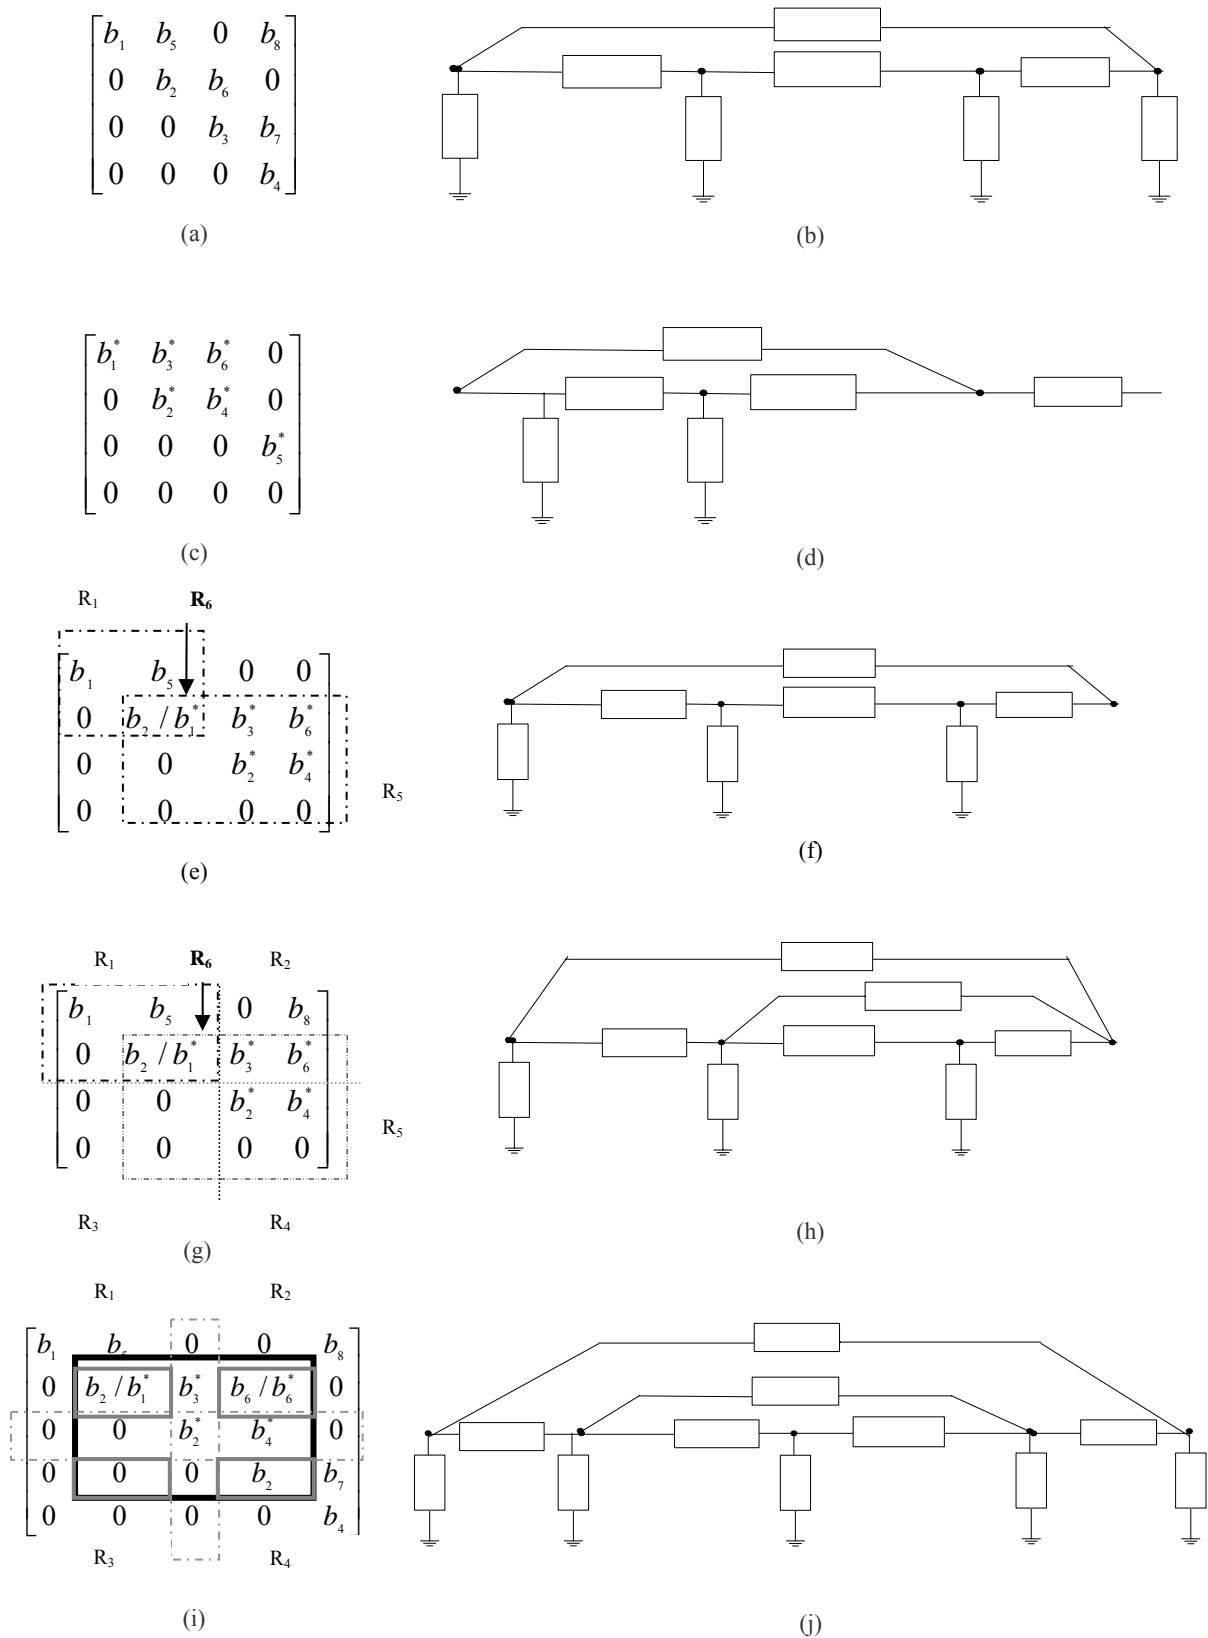 b₁ b₅ 0 b₈
0 b₂ b₆ 0
0 0 b₃ b₇
0 0 0 b₄
(a)
(b)
b₁* b₃* b₆* 0
0 b₂* b₄* 0
0 0 0 b₅*
0 0 0 0
(c)
(d)
R₁ R₆
b₁ b₅ 0 0
0 b₂ / b₁* b₃* b₆*
0 0 b₂* b₄*
0 0 0 0
R₅
(e)
(f)
R₁ R₆ R₂
b₁ b₅ 0 b₈
0 b₂ / b₁* b₃* b₆*
0 0 b₂* b₄*
0 0 0 0
R₅
R₃ R₄
(g)
(h)
R₁ R₂
b₁ b₅ 0 0 b₈
0 b₂ / b₁* b₃* b₆ / b₆* 0
0 0 b₂* b₄* 0
0 0 0 b₂ b₇
0 0 0 0 b₄
R₃ R₄
(i)
(j)